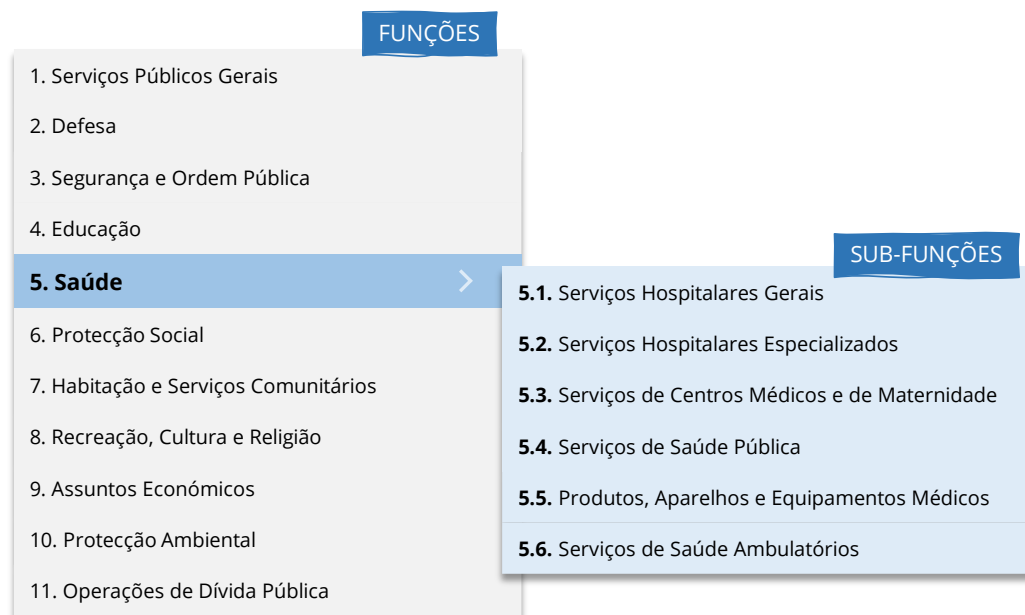 FUNÇÕES
1. Serviços Públicos Gerais
2. Defesa
3. Segurança e Ordem Pública
4. Educação
5. Saúde
6. Protecção Social
7. Habitação e Serviços Comunitários
8. Recreação, Cultura e Religião
9. Assuntos Económicos
10. Protecção Ambiental
11. Operações de Dívida Pública
SUB-FUNÇÕES
5.1. Serviços Hospitalares Gerais
5.2. Serviços Hospitalares Especializados
5.3. Serviços de Centros Médicos e de Maternidade
5.4. Serviços de Saúde Pública
5.5. Produtos, Aparelhos e Equipamentos Médicos
5.6. Serviços de Saúde Ambulatórios